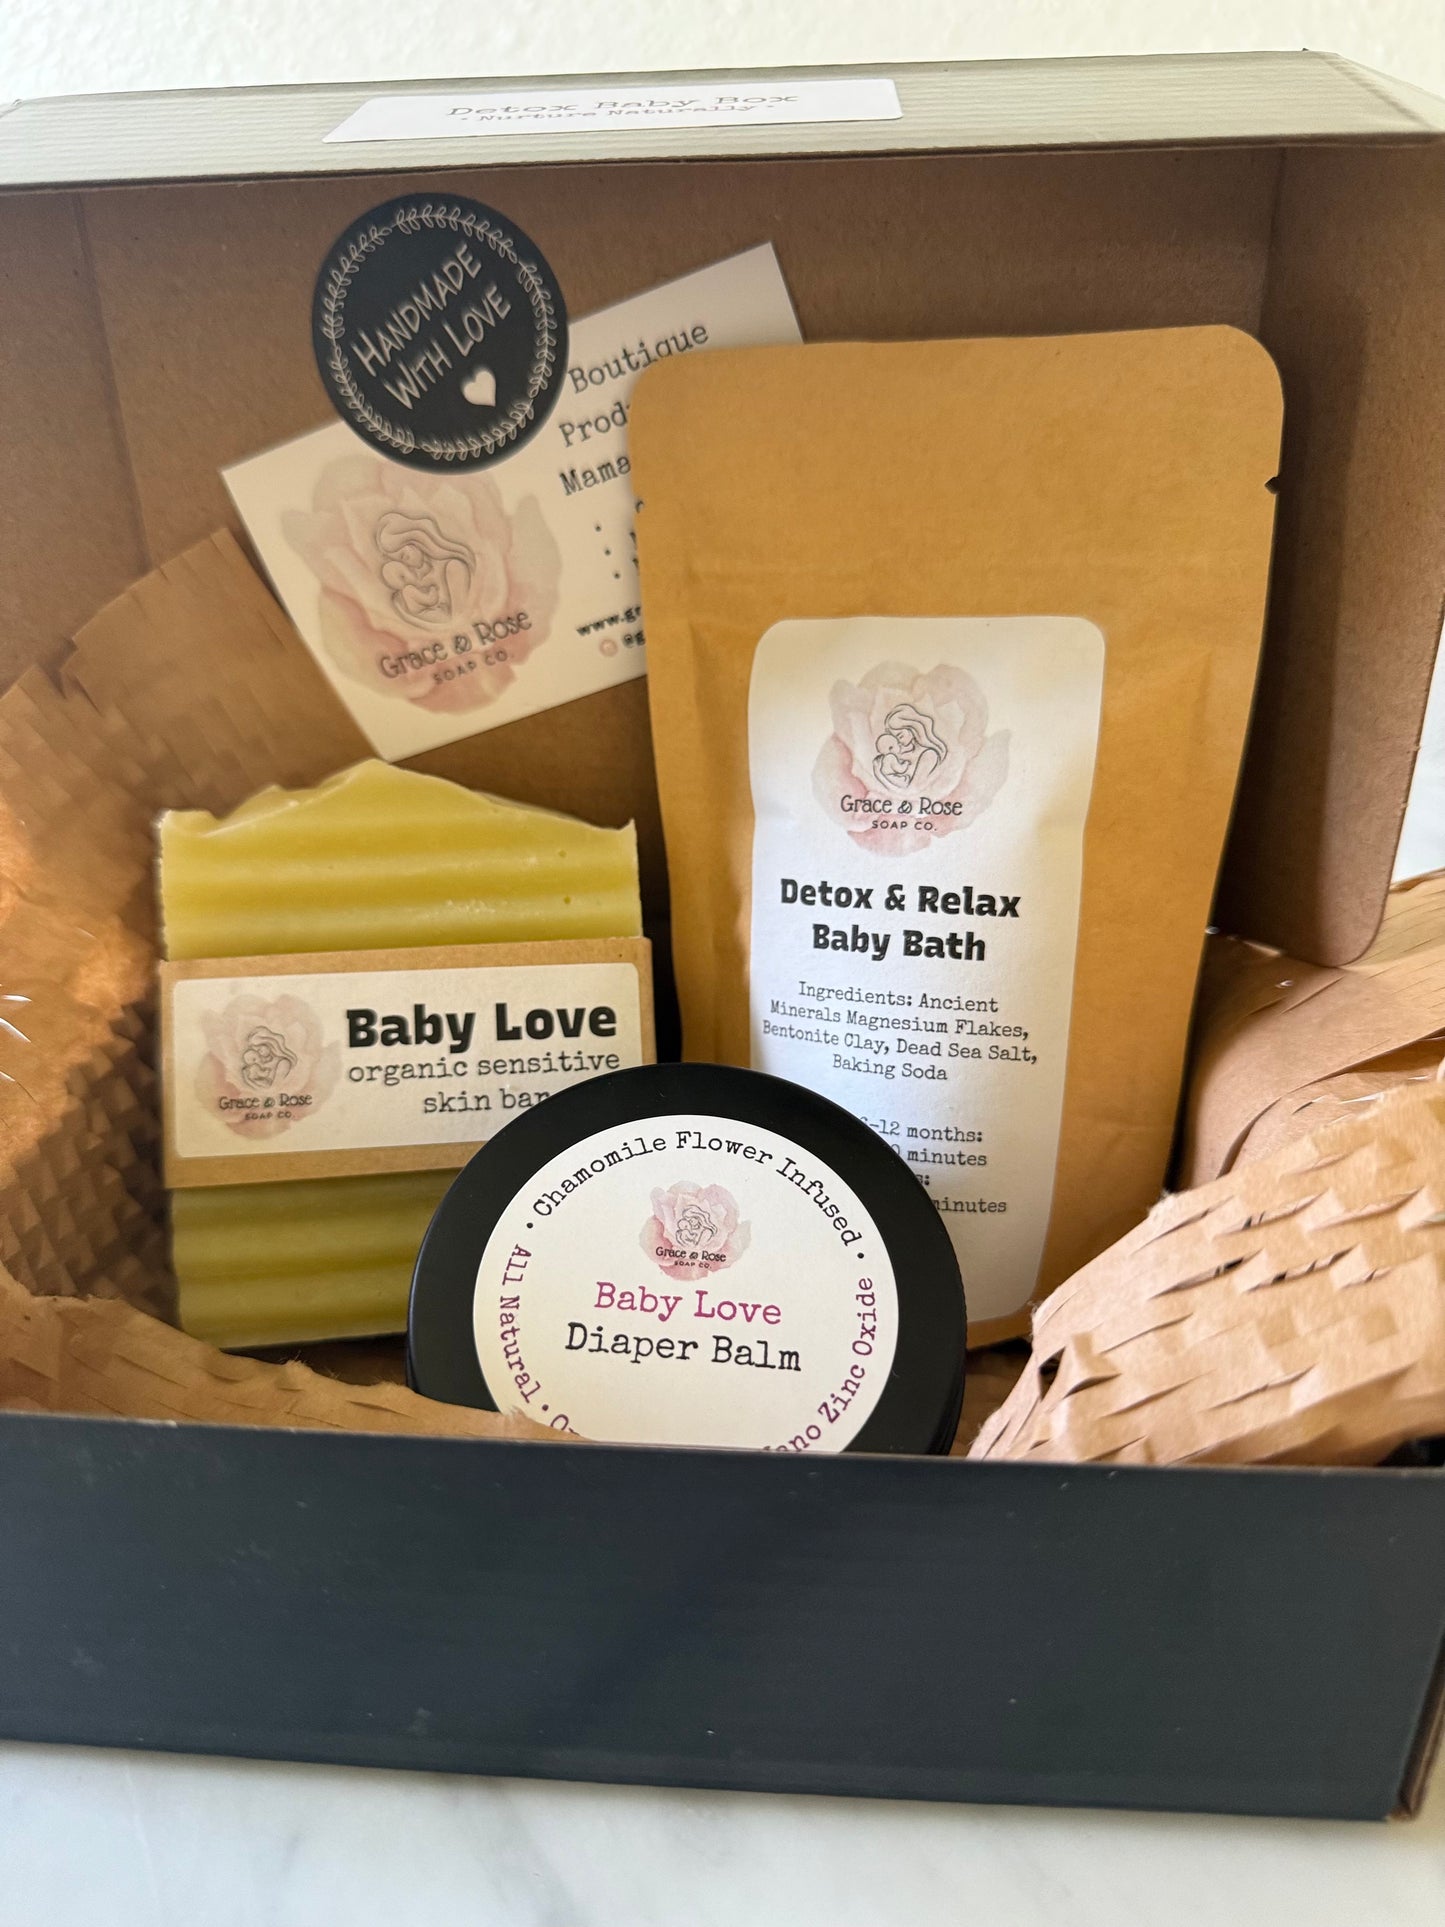 Detox Baby Box
· Nurture Naturally ·
HANDMADE
WITH LOVE
Boutique
Mama
Grace & Rose
SOAP CO.
Grace & Rose
SOAP CO.
Detox & Relax
Baby Bath
Ingredients: Ancient
Minerals Magnesium Flakes,
Bentonite Clay, Dead Sea Salt,
Baking Soda
-12 months:
minutes
minutes
Baby Love
organic sensitive
skin bar
Grace & Rose
SOAP CO.
· Chamomile Flower Infused ·
Grace & Rose
SOAP CO.
Baby Love
Diaper Balm
All Natural ·
Zinc Oxide